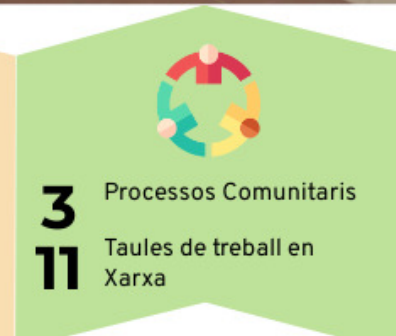 3 Processos Comunitaris
11 Taules de treball en
Xarxa